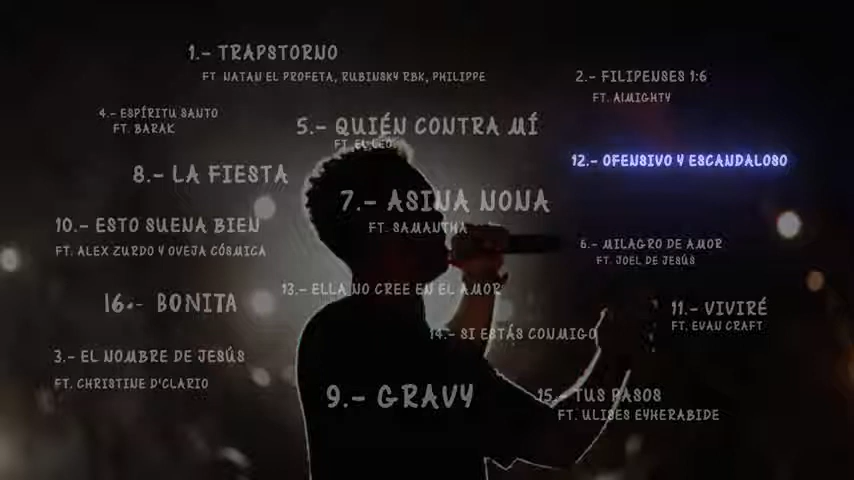 1.- TRAPSTORNO
FT. NATAN EL PROFETA, RUBINSKY RBK, PHILIPPE
2.- FILIPENSES 1:6
FT. ALMIGHTY
4.- ESPÍRITU SANTO
FT. BARAK
5.- QUIÉN CONTRA MÍ
FT. EL LEO
12.- OFENSIVO Y ESCANDALOSO
8.- LA FIESTA
7.- ASINA NONA
FT. SAMANTHA
10.- ESTO SUENA BIEN
FT. ALEX ZURDO Y OVEJA CÓSMICA
6.- MILAGRO DE AMOR
FT. JOEL DE JESÚS
13.- ELLA NO CREE EN EL AMOR
16.- BONITA
11.- VIVIRÉ
FT. EVAN CRAFT
14.- SI ESTÁS CONMIGO
3.- EL NOMBRE DE JESÚS
FT. CHRISTINE D'CLARIO
9.- GRAVY
15.- TUS PASOS
FT. ULISES EYHERABIDE